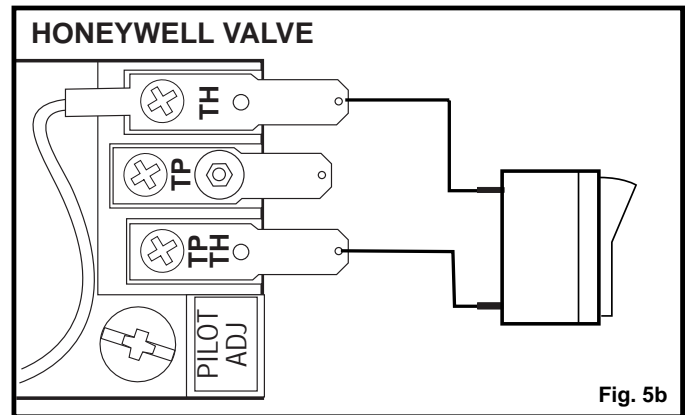 HONEYWELL VALVE
TH
TP
TP
TH
PILOT
ADJ
Fig. 5b